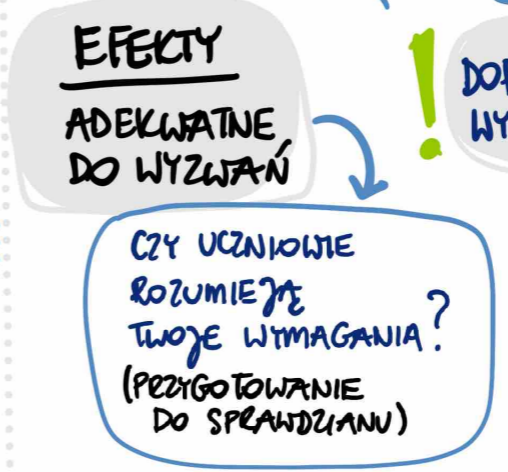 EFEKTY
ADEKWATNE
DO WYZWAŃ
!
CZY UCZNIOWIE
ROZUMIEJĄ
TWOJE WYMAGANIA?
(PRZYGOTOWANIE
DO SPRAWDZIANU)